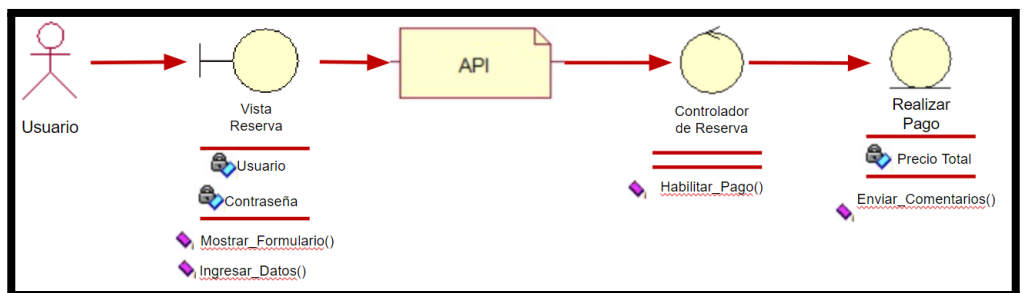 Usuario
Vista
Reserva
Usuario
Contraseña
Mostrar_Formulario()
Ingresar_Datos()
API
Controlador
de Reserva
Habilitar_Pago()
Realizar
Pago
Precio Total
Enviar_Comentarios()